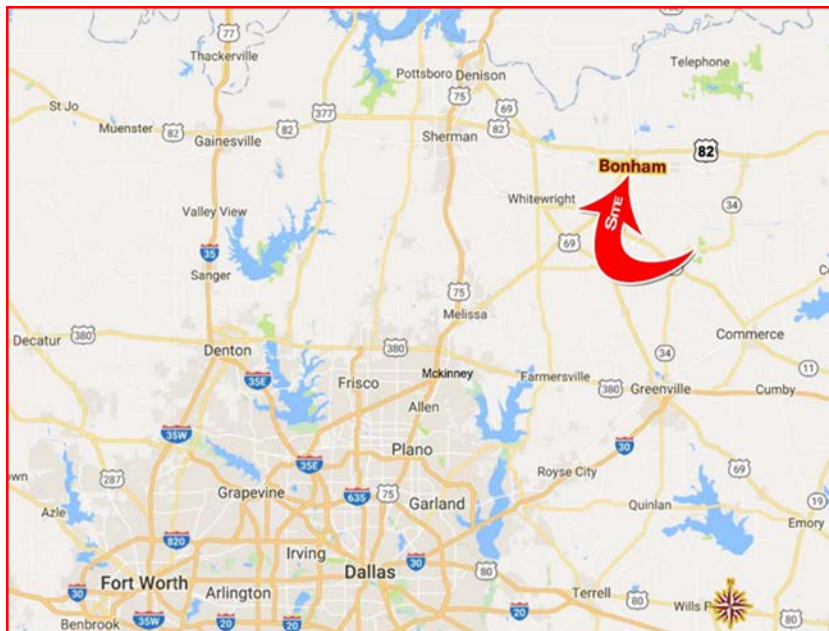 77
Thackerville
Telephone
Pottsboro Denison
75
69
St Jo
377
Muenster
82
Gainesville
82
Sherman
82
82
Bonham
Whitewright
34
SITE
Valley View
69
35
Sanger
75
Melissa
Commerce
Decatur
380
Denton
380
34
11
35E
Frisco
Mckinney
Farmersville
380
Greenville
Cumby
Allen
35W
30
35E
Plano
287
Royse City
69
Grapevine
635
75
Garland
Quinlan
19
Azle
Emory
820
Irving
30
80
Fort Worth
Dallas
30
Arlington
Terrell
80
Wills P
Benbrook
35W
20
20
20
80